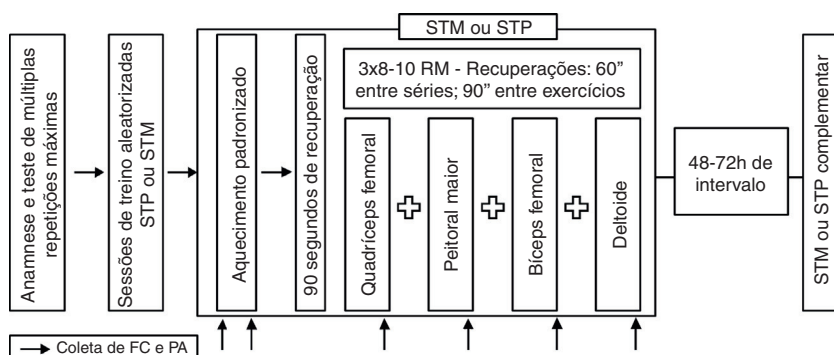 Anamnese e teste de múltiplas
repetições máximas
Sessões de treino aleatorizadas
STP ou STM
STM ou STP
Aquecimento padronizado
90 segundos de recuperação
3x8-10 RM - Recuperações: 60”
entre séries; 90” entre exercícios
Quadríceps femoral
Peitoral maior
Bíceps femoral
Deltoide
48-72h de
intervalo
STM ou STP complementar
Coleta de FC e PA